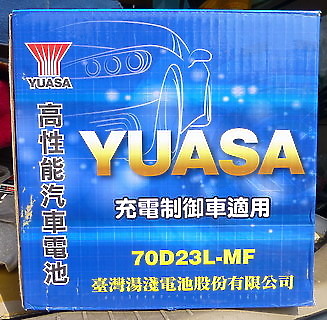 YUASA
高性能汽車電池
YUASA
充電制御車適用
70D23L-MF
臺灣湯淺電池股份有限公司